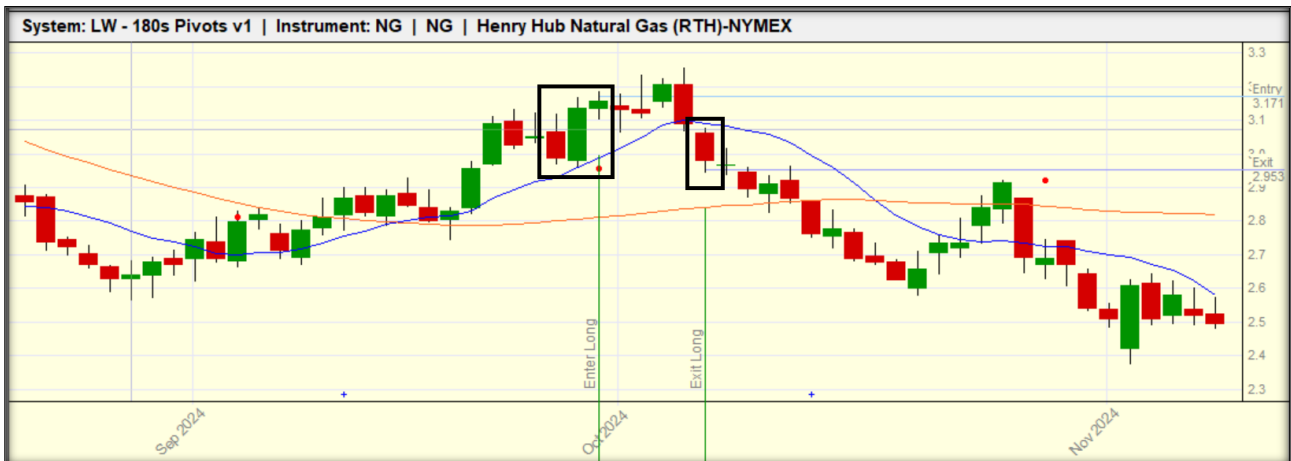 System: LW - 180s Pivots v1 | Instrument: NG | NG | Henry Hub Natural Gas (RTH)-NYMEX
3.3
Entry
3.171
3.1
Exit
2.953
2.9
2.8
2.7
2.6
2.5
2.4
2.3
Enter Long
Exit Long
Sep 2024
Oct 2024
Nov 2024